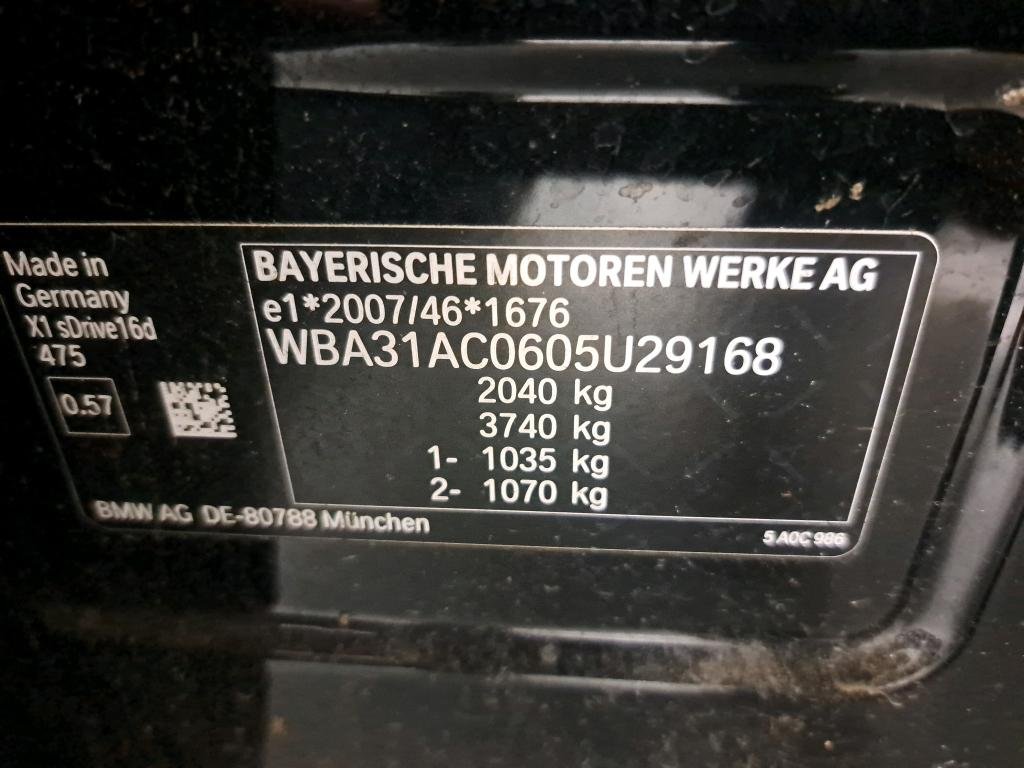 Made in
Germany
X1 sDrive16d
475
0.57
BAYERISCHE MOTOREN WERKE AG
e1*2007/46*1676
WBA31AC0605U29168
2040 kg
3740 kg
1- 1035 kg
2- 1070 kg
BMW AG DE-80788 München
5 A0C 986